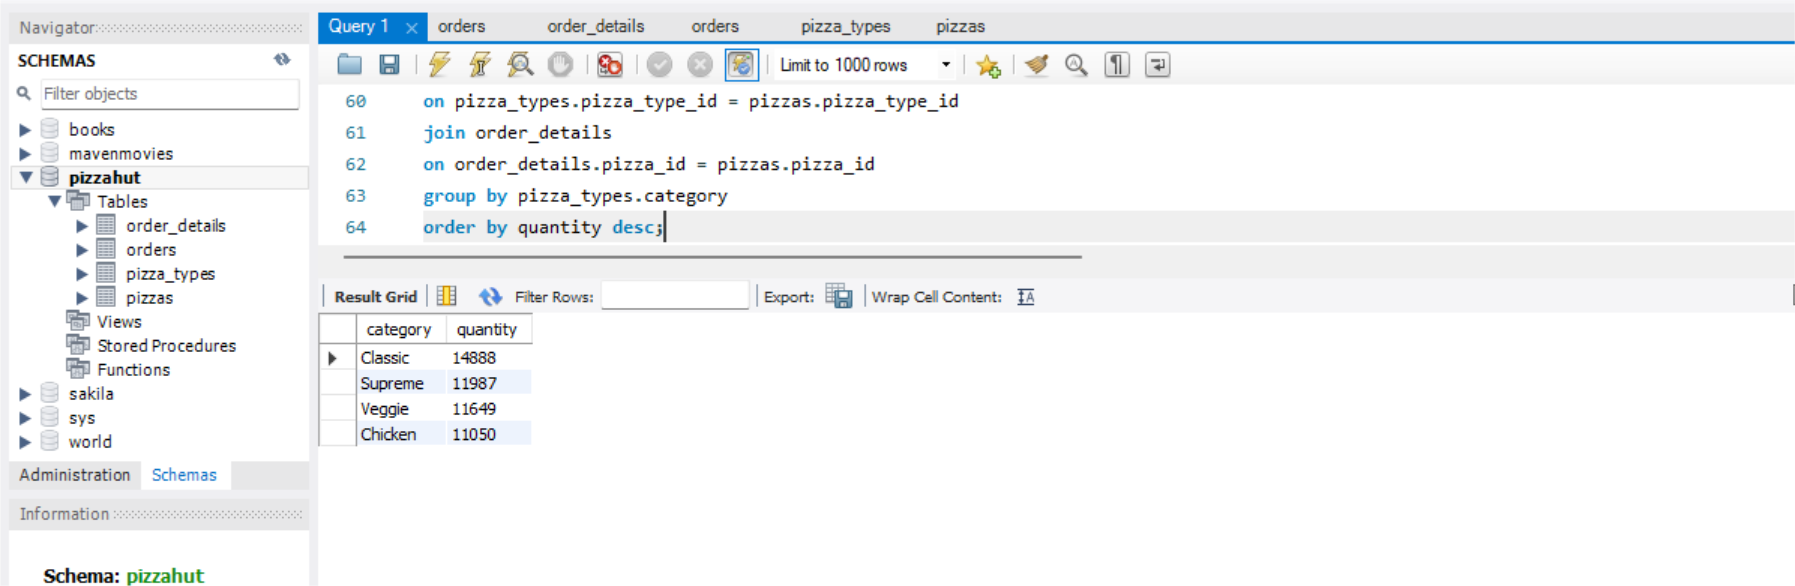 Navigator
SCHEMAS
Filter objects
books
mavenmovies
pizzahut
Tables
order_details
orders
pizza_types
pizzas
Views
Stored Procedures
Functions
sakila
sys
world
Administration Schemas
Information
Schema: pizzahut
Query 1 × orders order_details orders pizza_types pizzas
Limit to 1000 rows
60 on pizza_types.pizza_type_id = pizzas.pizza_type_id
61 join order_details
62 on order_details.pizza_id = pizzas.pizza_id
63 group by pizza_types.category
64 order by quantity desc;
Result Grid Filter Rows: Export: Wrap Cell Content:
category quantity
Classic 14888
Supreme 11987
Veggie 11649
Chicken 11050